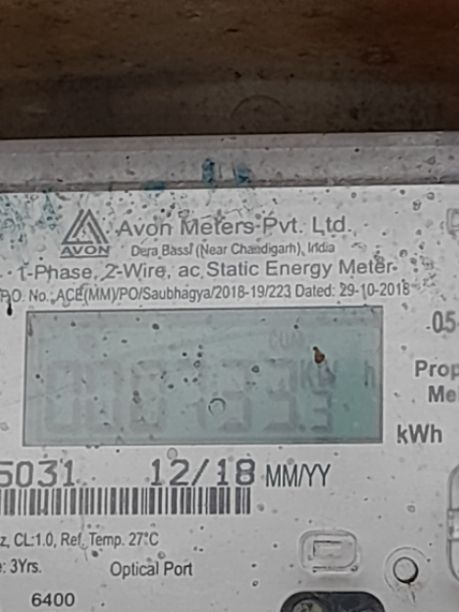 Avon Meters Pvt. Ltd.
AVON
Dera Bassi (Near Chandigarh), India
1-Phase, 2-Wire, ac Static Energy Meter
P.O. No.:ACE(MM)/PO/Saubhagya/2018-19/223 Dated: 29-10-2018
05
CUM
Prop
Me
kWh
5031 12/18 MM/YY
z, CL:1.0, Ref. Temp. 27°C
: 3Yrs. Optical Port
6400